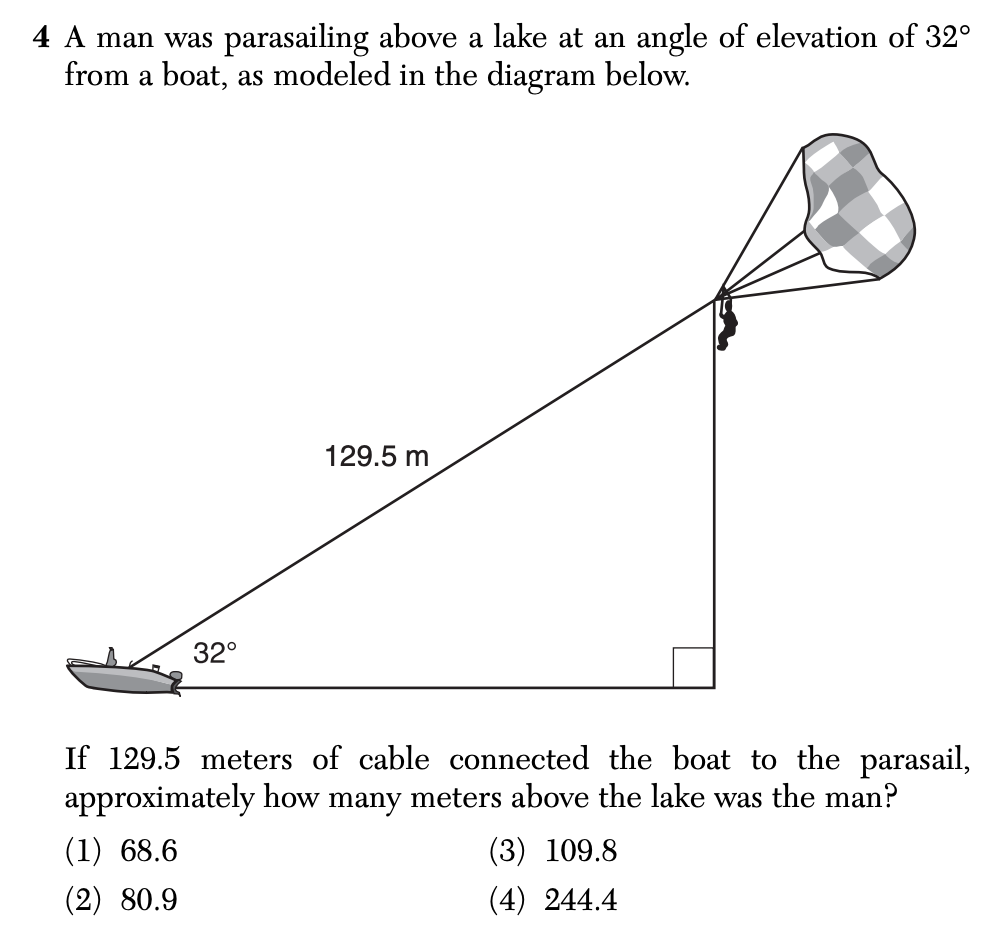 4 A man was parasailing above a lake at an angle of elevation of 32°
from a boat, as modeled in the diagram below.
129.5 m
32°
If 129.5 meters of cable connected the boat to the parasail,
approximately how many meters above the lake was the man?
(1) 68.6 (3) 109.8
(2) 80.9 (4) 244.4